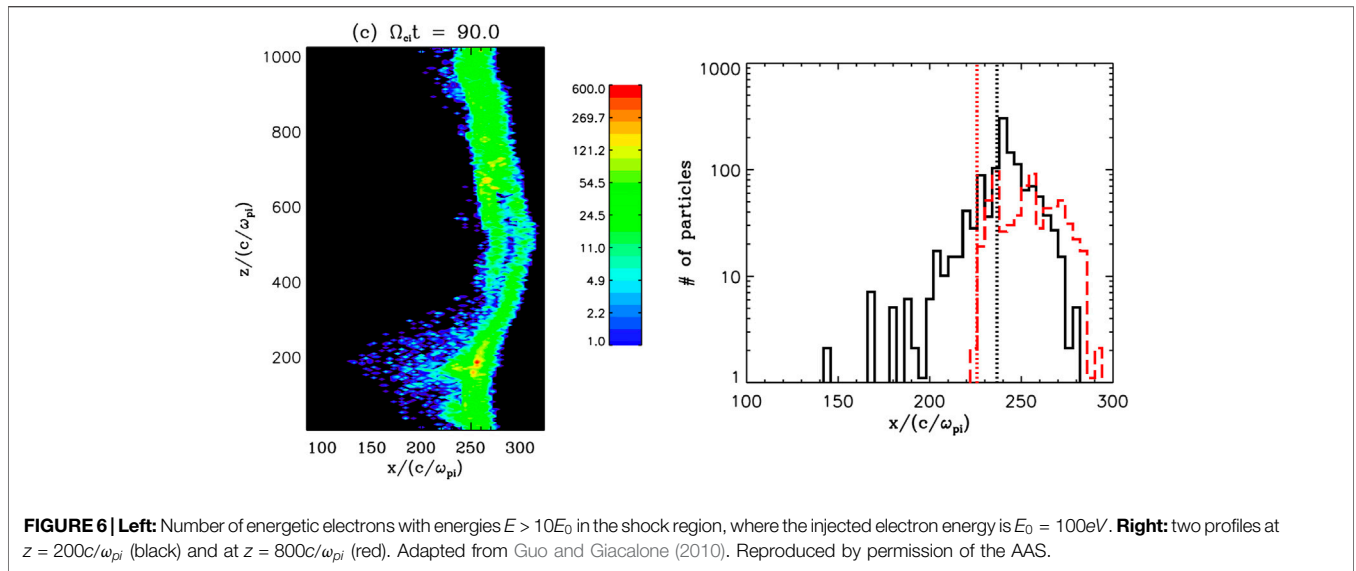 (c) Ω_ci t = 90.0
1000
800
600
400
200
z/(c/ω_pi)
100 150 200 250 300
x/(c/ω_pi)
600.0
269.7
121.2
54.5
24.5
11.0
4.9
2.2
1.0
1000
100
10
1
# of particles
100 150 200 250 300
x/(c/ω_pi)
FIGURE 6 | Left: Number of energetic electrons with energies E > 10E₀ in the shock region, where the injected electron energy is E₀ = 100eV. Right: two profiles at
z = 200c/ω_pi (black) and at z = 800c/ω_pi (red). Adapted from Guo and Giacalone (2010). Reproduced by permission of the AAS.